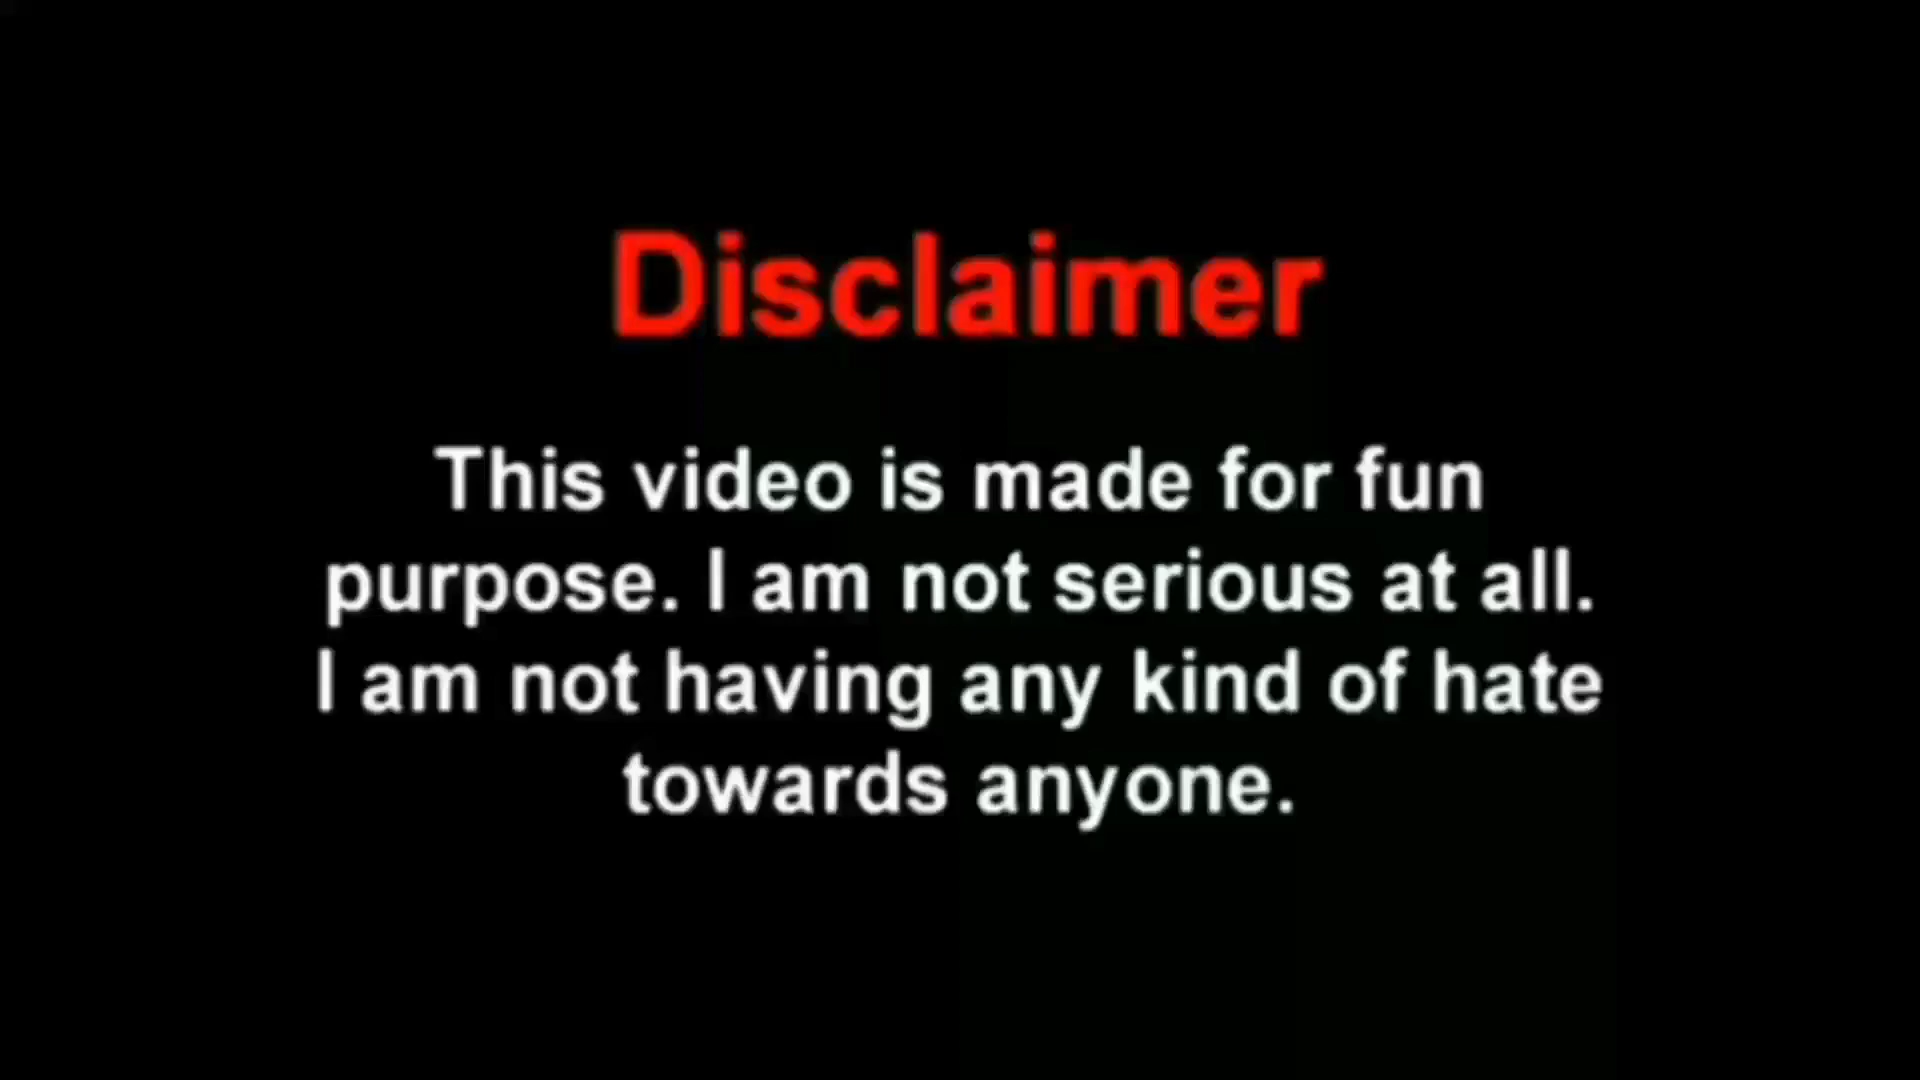 Disclaimer
This video is made for fun
purpose. I am not serious at all.
I am not having any kind of hate
towards anyone.